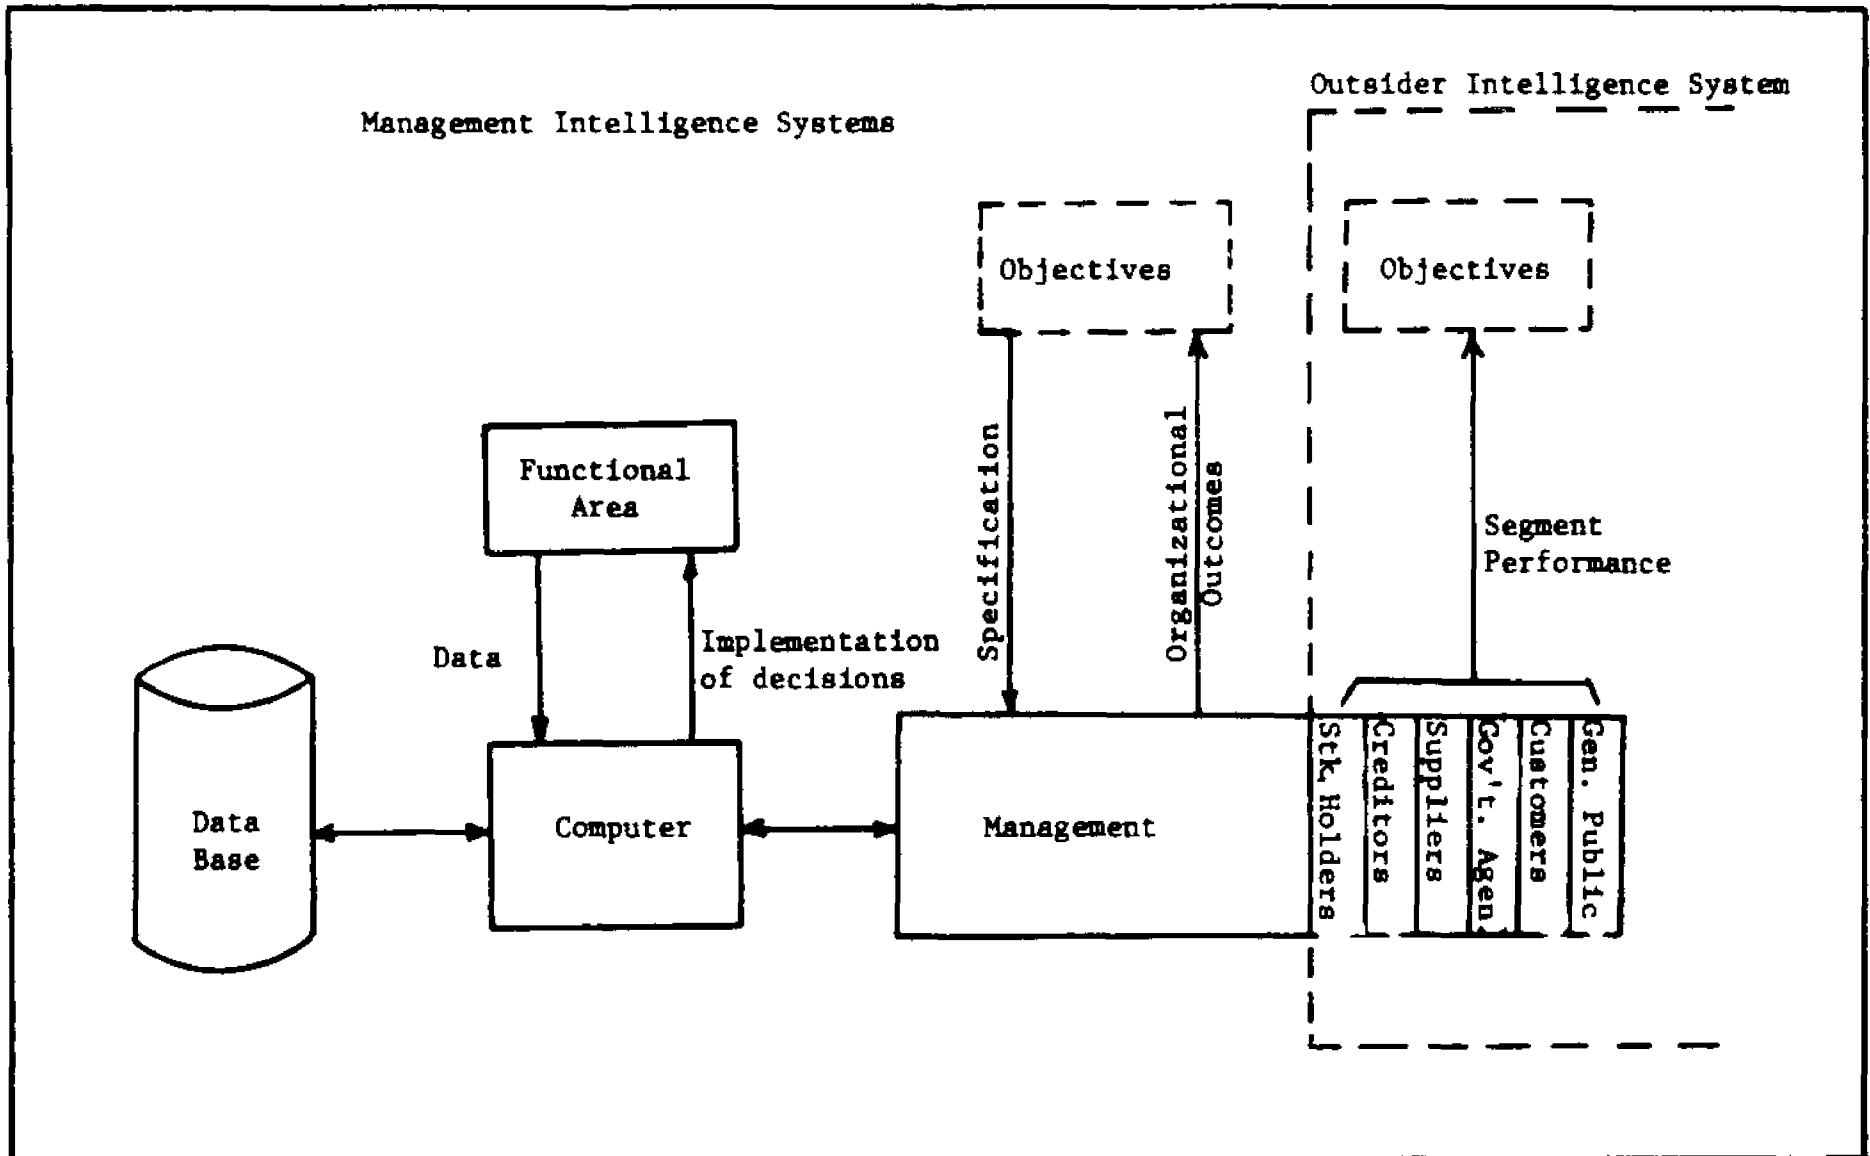 Outsider Intelligence System
Management Intelligence Systems
Objectives
Objectives
Functional
Area
Specification
Organizational
Outcomes
Segment
Performance
Data
Implementation
of decisions
Data
Base
Computer
Management
Stk. Holders
Creditors
Suppliers
Gov't. Agen.
Customers
Gen. Public